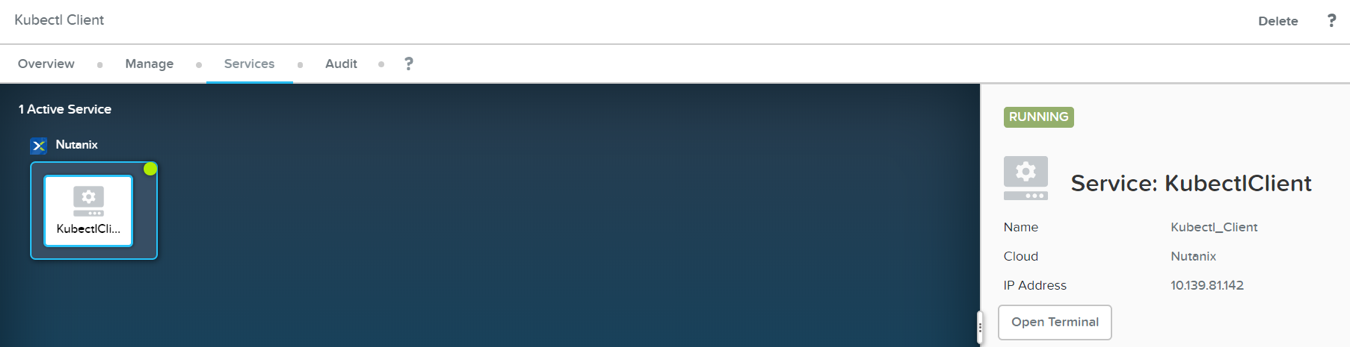 Kubectl Client
Delete ?
Overview Manage Services Audit ?
1 Active Service
Nutanix
KubectlCli...
RUNNING
Service: KubectlClient
Name Kubectl_Client
Cloud Nutanix
IP Address 10.139.81.142
Open Terminal